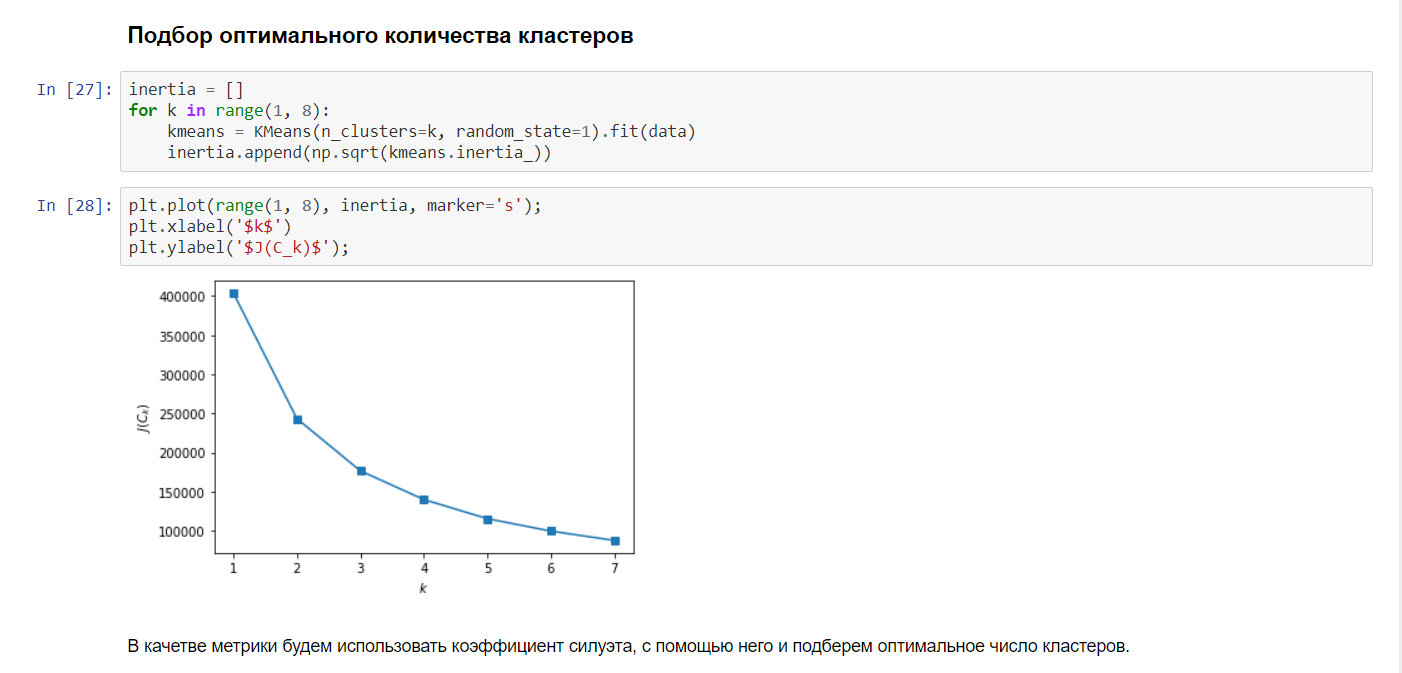 Подбор оптимального количества кластеров
In [27]: inertia = []
for k in range(1, 8):
    kmeans = KMeans(n_clusters=k, random_state=1).fit(data)
    inertia.append(np.sqrt(kmeans.inertia_))
In [28]: plt.plot(range(1, 8), inertia, marker='s');
plt.xlabel('$k$')
plt.ylabel('$J(C_k)$');
400000
350000
300000
250000
200000
150000
100000
J(Cₖ)
1 2 3 4 5 6 7
k
В качетве метрики будем использовать коэффициент силуэта, с помощью него и подберем оптимальное число кластеров.